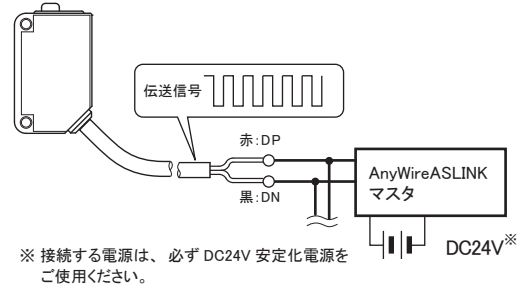 伝送信号
赤:DP
黒:DN
AnyWireASLINK
マスタ
DC24V※
※ 接続する電源は、必ず DC24V 安定化電源を
ご使用ください。